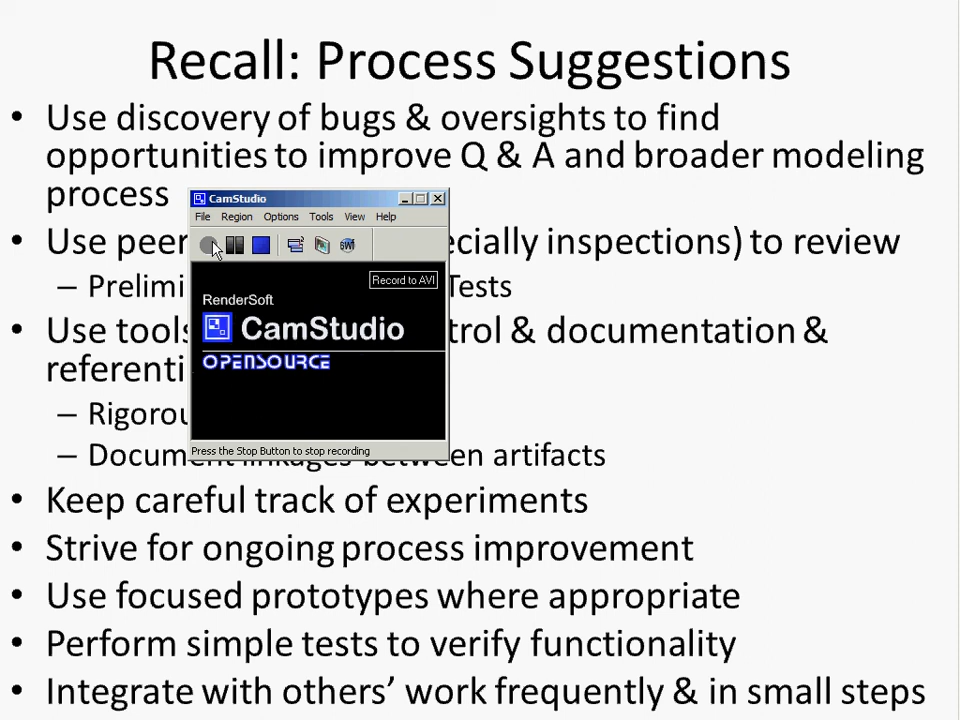 Recall: Process Suggestions
• Use discovery of bugs & oversights to find
opportunities to improve Q & A and broader modeling
process
CamStudio
File Region Options Tools View Help
• Use peer ecially inspections) to review
Record to AVI
– Prelimi Tests
RenderSoft
CamStudio
OPENSOURCE
• Use tools trol & documentation &
referenti
– Rigorou
Press the Stop Button to stop recording
– Document linkages between artifacts
• Keep careful track of experiments
• Strive for ongoing process improvement
• Use focused prototypes where appropriate
• Perform simple tests to verify functionality
• Integrate with others’ work frequently & in small steps